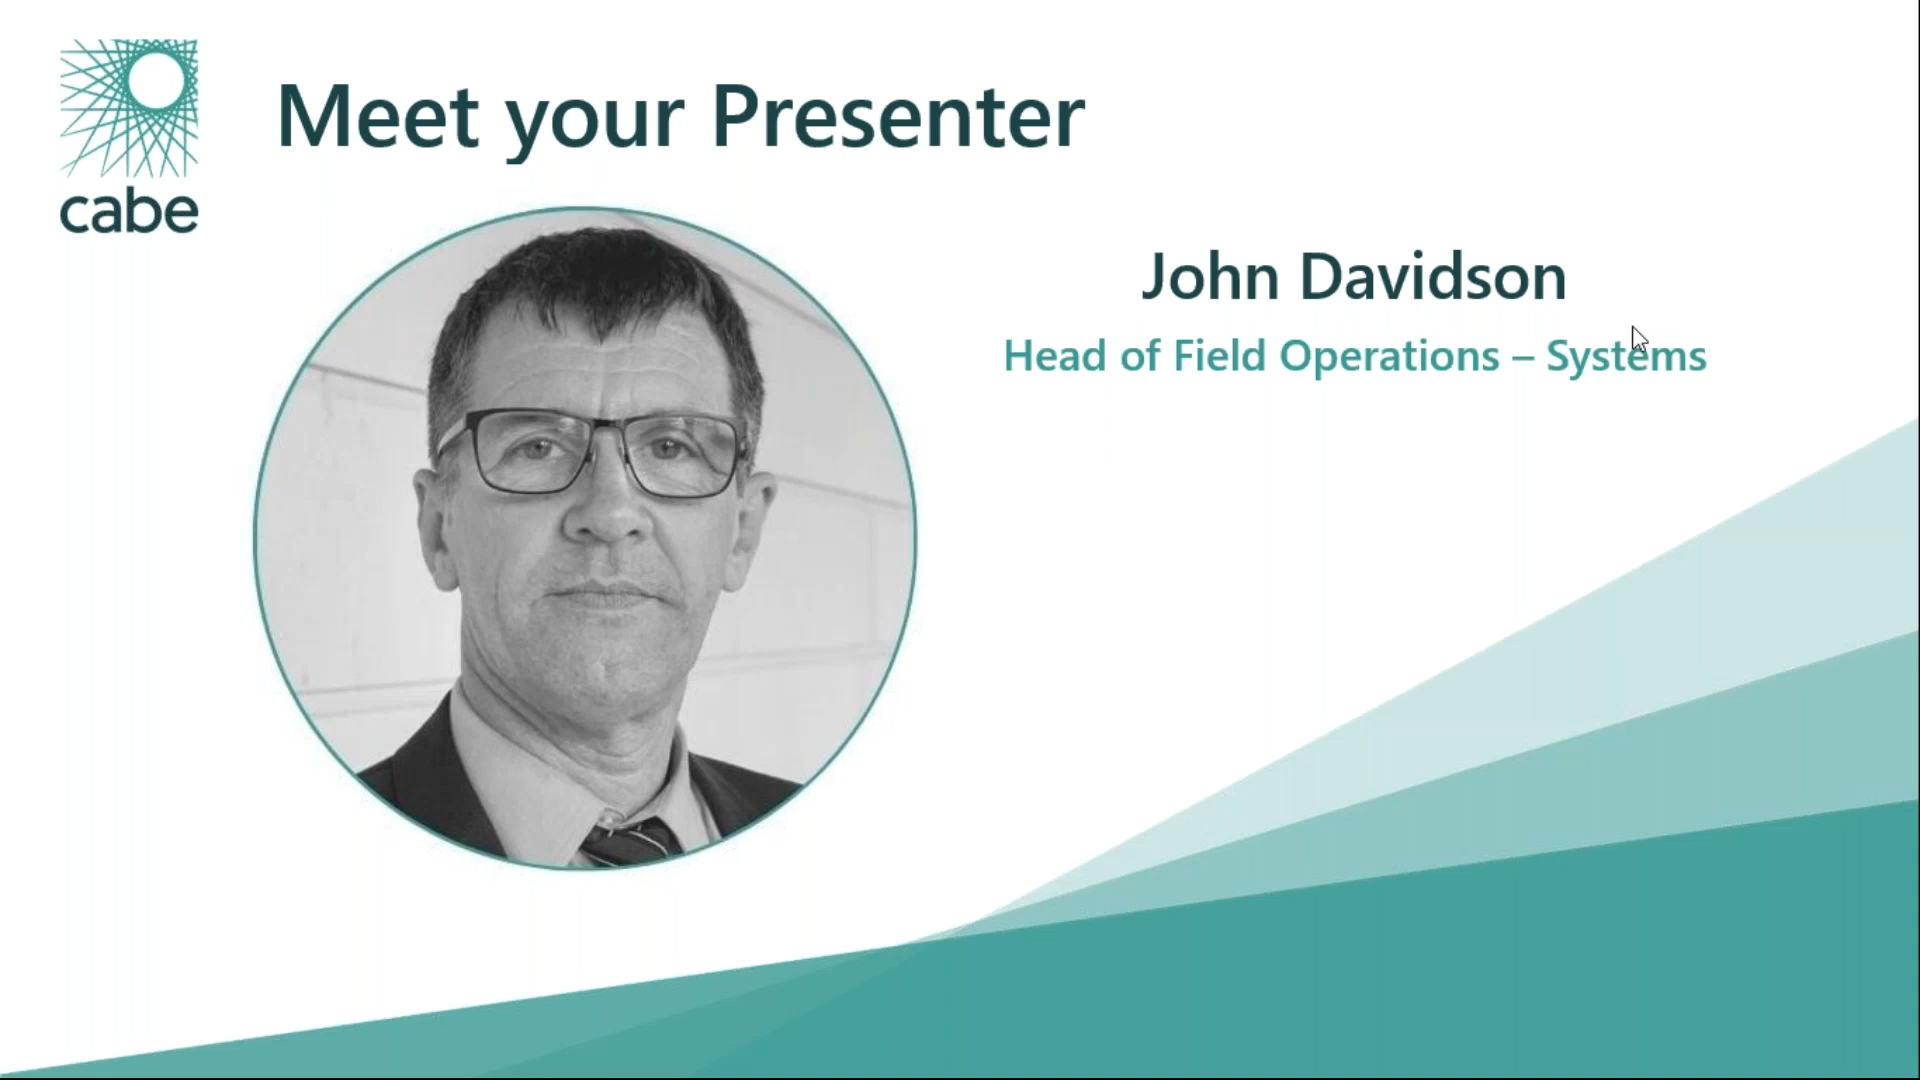 cabe
Meet your Presenter
John Davidson
Head of Field Operations – Systems